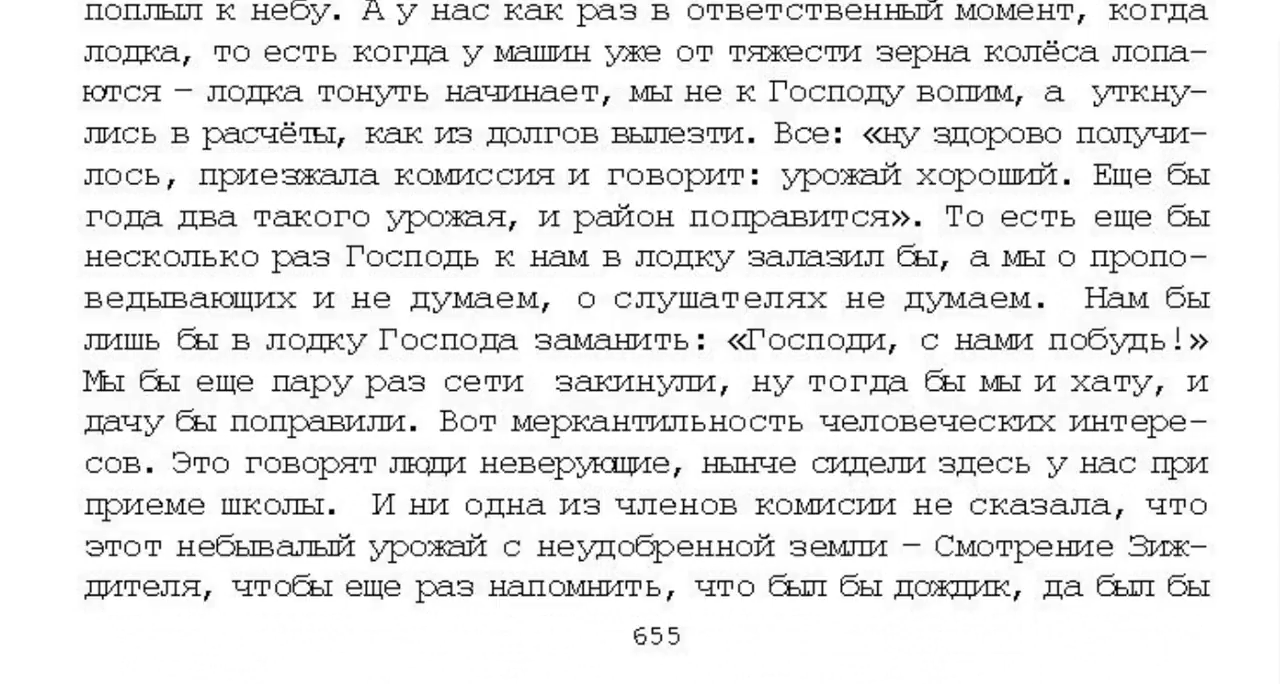 поплыл к небу. А у нас как раз в ответственный момент, когда
лодка, то есть когда у машин уже от тяжести зерна колёса лопа-
ются – лодка тонуть начинает, мы не к Господу вопим, а уткну-
лись в расчёты, как из долгов вылезти. Все: «ну здорово получи-
лось, приезжала комиссия и говорит: урожай хороший. Еще бы
года два такого урожая, и район поправится». То есть еще бы
несколько раз Господь к нам в лодку залазил бы, а мы о пропо-
ведывающих и не думаем, о слушателях не думаем. Нам бы
лишь бы в лодку Господа заманить: «Господи, с нами побудь!»
Мы бы еще пару раз сети закинули, ну тогда бы мы и хату, и
дачу бы поправили. Вот меркантильность человеческих интере-
сов. Это говорят люди неверующие, нынче сидели здесь у нас при
приеме школы. И ни одна из членов комисии не сказала, что
этот небывалый урожай с неудобренной земли – Смотрение Зиж-
дителя, чтобы еще раз напомнить, что был бы дождик, да был бы
655